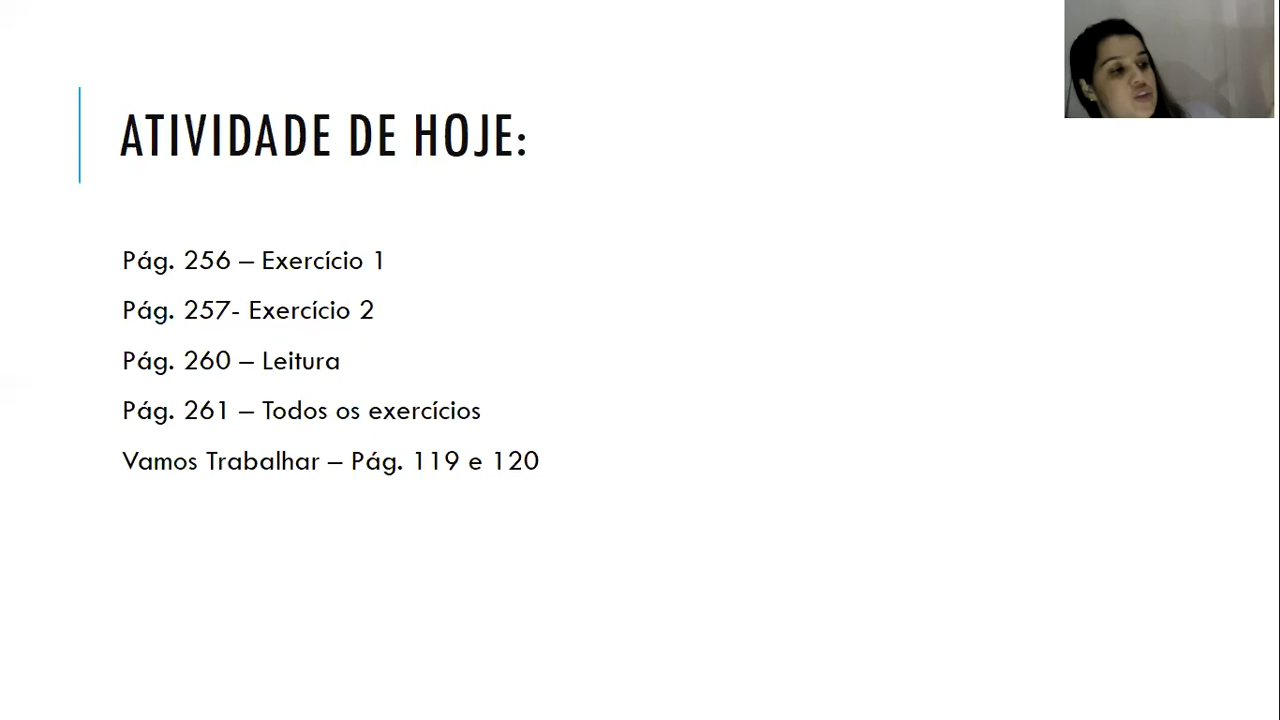 ATIVIDADE DE HOJE:
Pág. 256 – Exercício 1
Pág. 257- Exercício 2
Pág. 260 – Leitura
Pág. 261 – Todos os exercícios
Vamos Trabalhar – Pág. 119 e 120